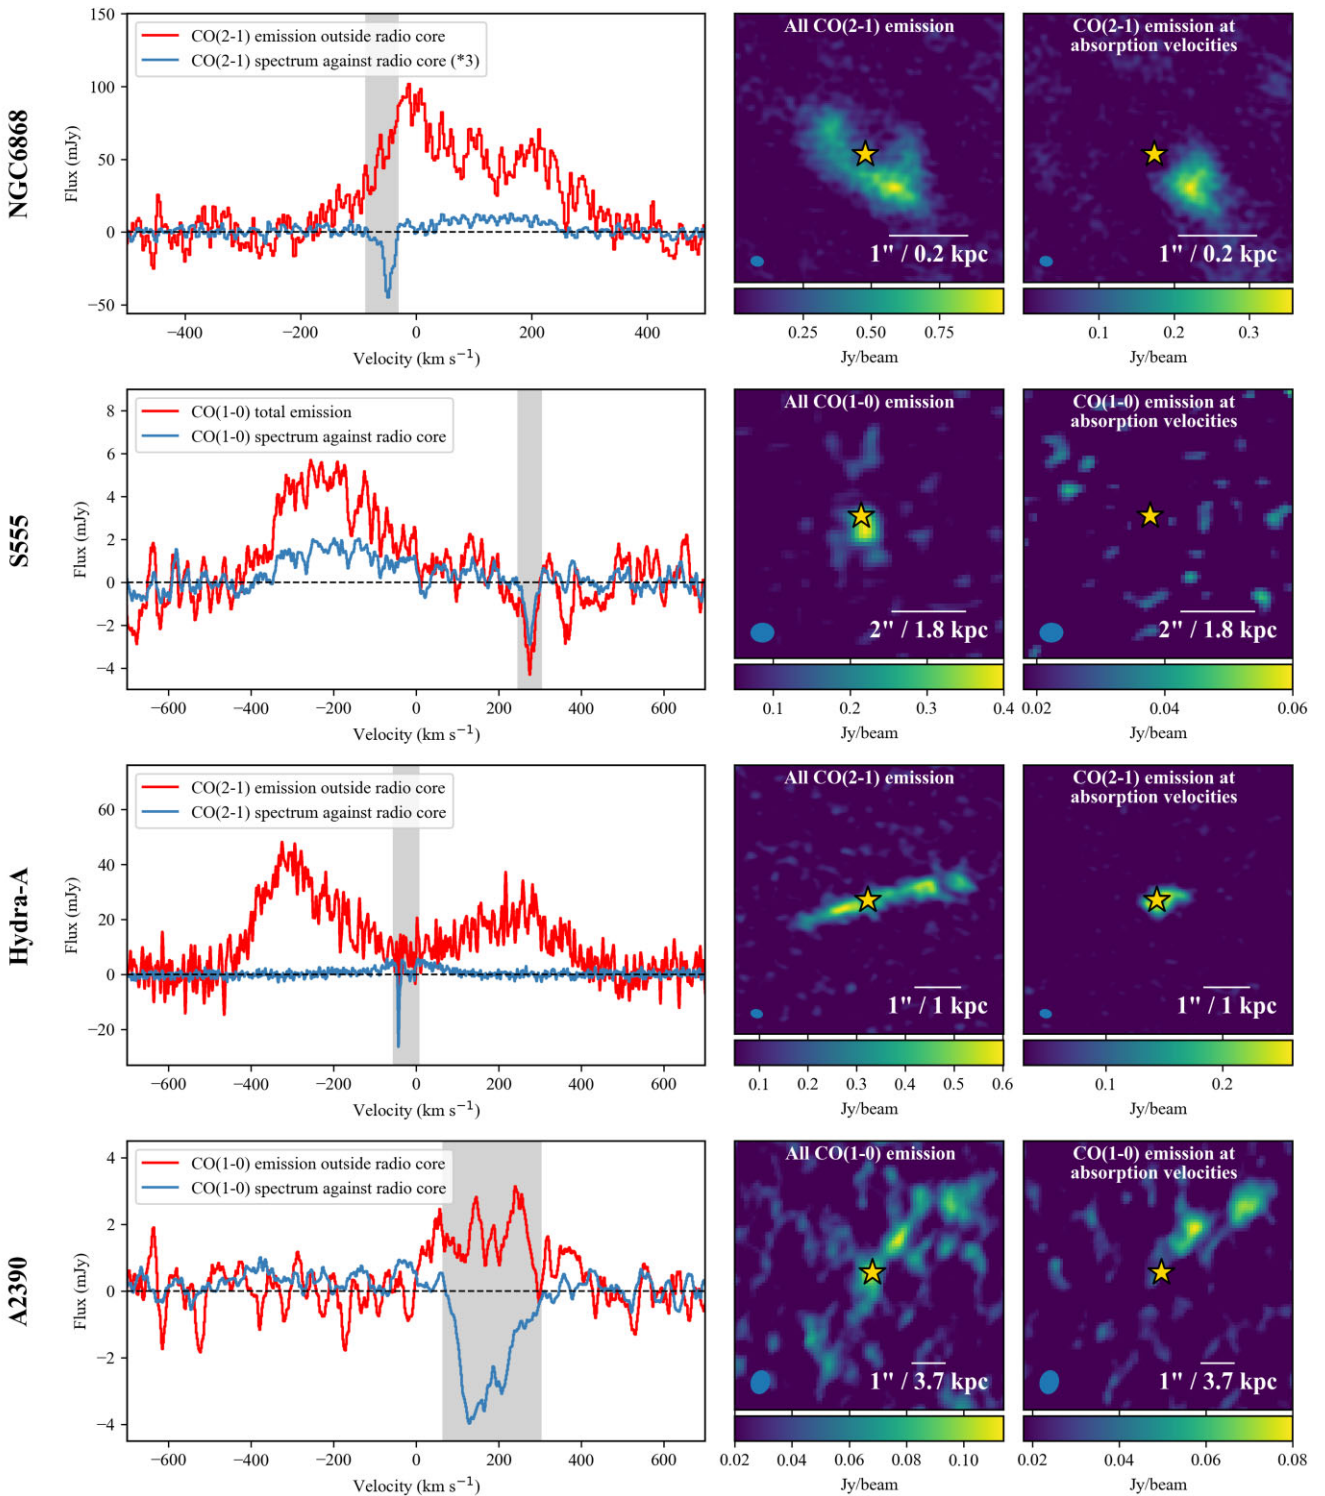 NGC6868
150
100
50
0
−50
Flux (mJy)
CO(2-1) emission outside radio core
CO(2-1) spectrum against radio core (*3)
−400
−200
0
200
400
Velocity (km s⁻¹)
All CO(2-1) emission
1" / 0.2 kpc
0.25
0.50
0.75
Jy/beam
CO(2-1) emission at
absorption velocities
1" / 0.2 kpc
0.1
0.2
0.3
Jy/beam
S555
8
6
4
2
0
−2
−4
Flux (mJy)
CO(1-0) total emission
CO(1-0) spectrum against radio core
−600
−400
−200
0
200
400
600
Velocity (km s⁻¹)
All CO(1-0) emission
2" / 1.8 kpc
0.1
0.2
0.3
0.4
Jy/beam
CO(1-0) emission at
absorption velocities
2" / 1.8 kpc
0.02
0.04
0.06
Jy/beam
Hydra-A
60
40
20
0
−20
Flux (mJy)
CO(2-1) emission outside radio core
CO(2-1) spectrum against radio core
−600
−400
−200
0
200
400
600
Velocity (km s⁻¹)
All CO(2-1) emission
1" / 1 kpc
0.1
0.2
0.3
0.4
0.5
0.6
Jy/beam
CO(2-1) emission at
absorption velocities
1" / 1 kpc
0.1
0.2
Jy/beam
A2390
4
2
0
−2
−4
Flux (mJy)
CO(1-0) emission outside radio core
CO(1-0) spectrum against radio core
−600
−400
−200
0
200
400
600
Velocity (km s⁻¹)
All CO(1-0) emission
1" / 3.7 kpc
0.02
0.04
0.06
0.08
0.10
Jy/beam
CO(1-0) emission at
absorption velocities
1" / 3.7 kpc
0.02
0.04
0.06
0.08
Jy/beam